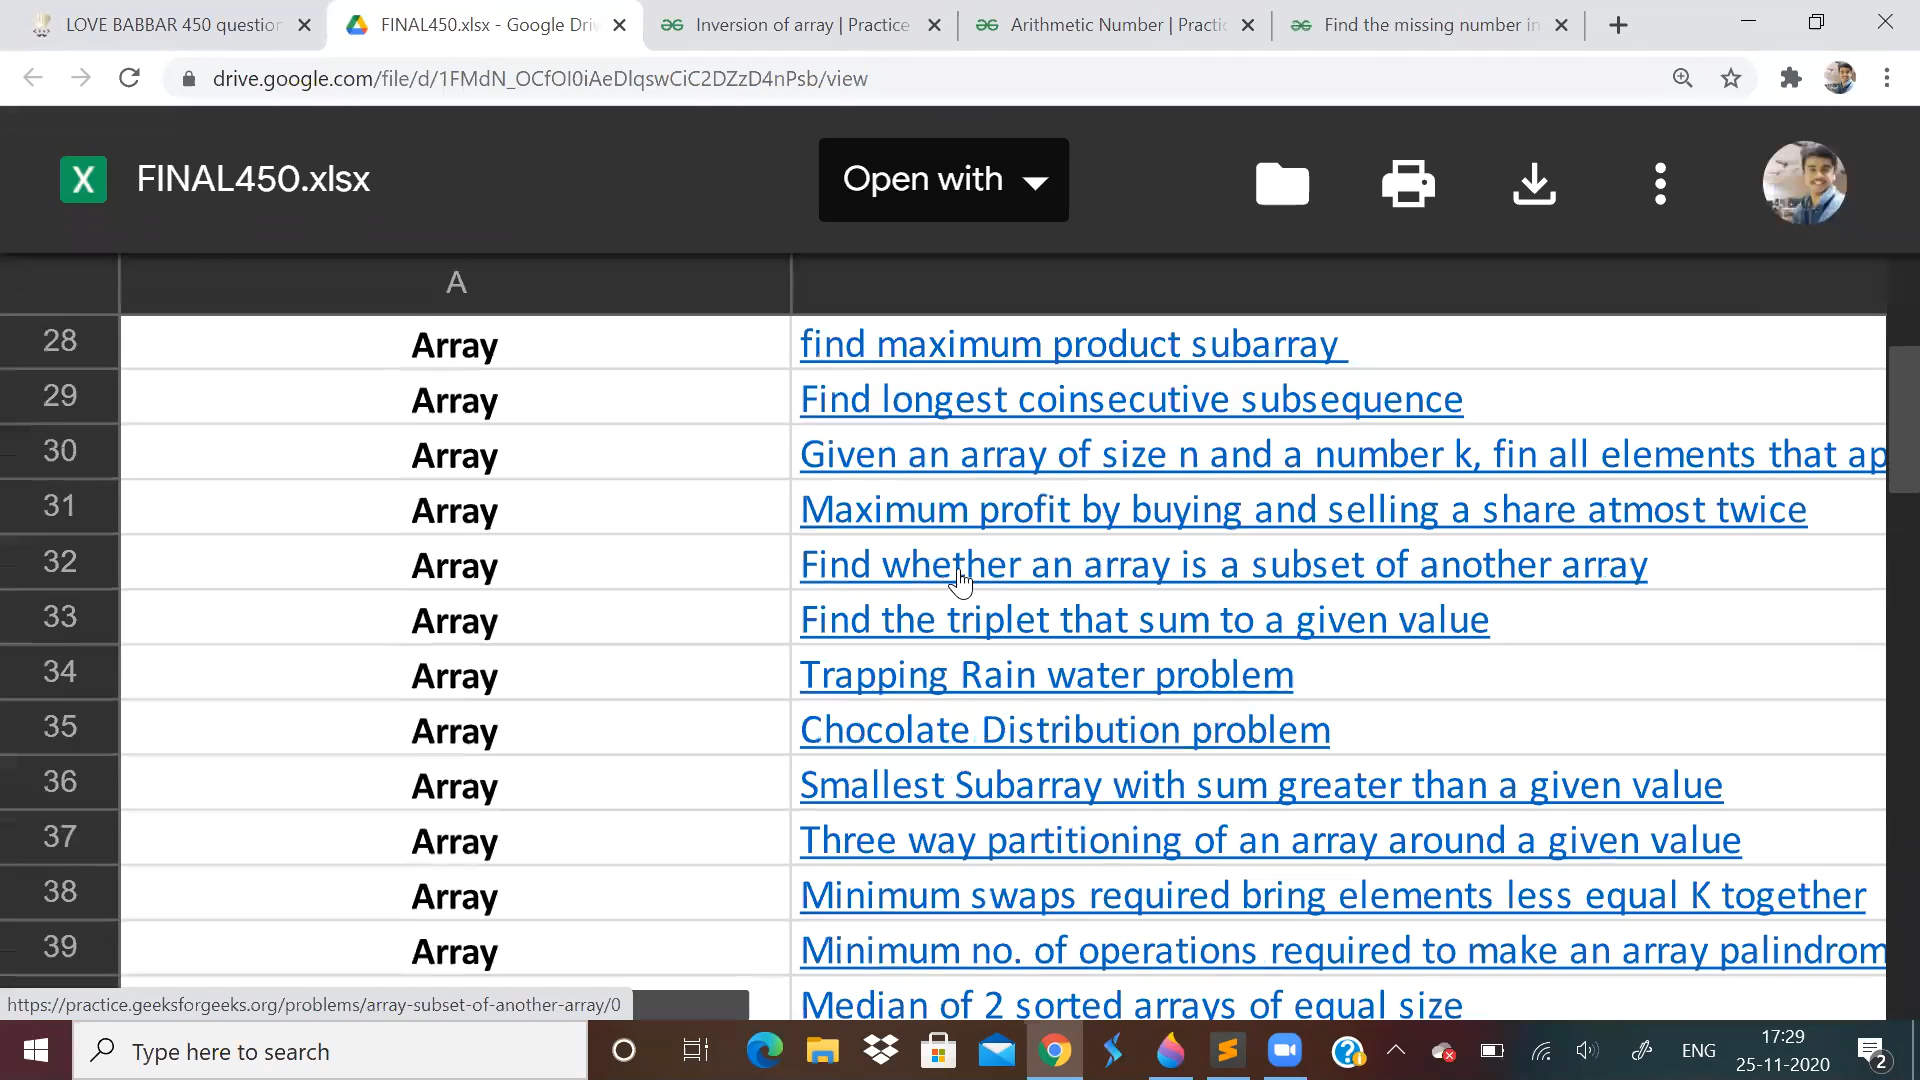 LOVE BABBAR 450 question
FINAL450.xlsx - Google Driv
Inversion of array | Practice
Arithmetic Number | Practic
Find the missing number in
drive.google.com/file/d/1FMdN_OCfOI0iAeDlqswCiC2DZzD4nPsb/view
X
FINAL450.xlsx
Open with
A
28 Array find maximum product subarray
29 Array Find longest coinsecutive subsequence
30 Array Given an array of size n and a number k, fin all elements that ap
31 Array Maximum profit by buying and selling a share atmost twice
32 Array Find whether an array is a subset of another array
33 Array Find the triplet that sum to a given value
34 Array Trapping Rain water problem
35 Array Chocolate Distribution problem
36 Array Smallest Subarray with sum greater than a given value
37 Array Three way partitioning of an array around a given value
38 Array Minimum swaps required bring elements less equal K together
39 Array Minimum no. of operations required to make an array palindrom
Median of 2 sorted arrays of equal size
https://practice.geeksforgeeks.org/problems/array-subset-of-another-array/0
Type here to search
ENG
17:29
25-11-2020
2